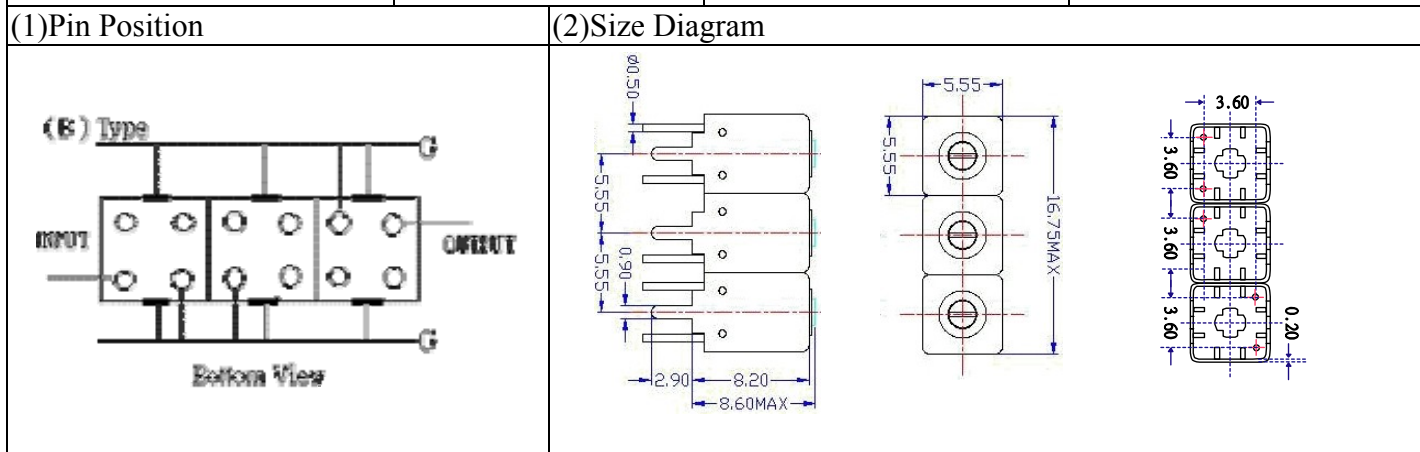 (1)Pin Position
(2)Size Diagram
(B) Type
G
INPUT
OUTPUT
G
Bottom View
ø0.50
5.55
5.55
0.90
2.90
8.20
8.60MAX
5.55
5.55
16.75MAX
3.60
3.60
3.60
3.60
0.20